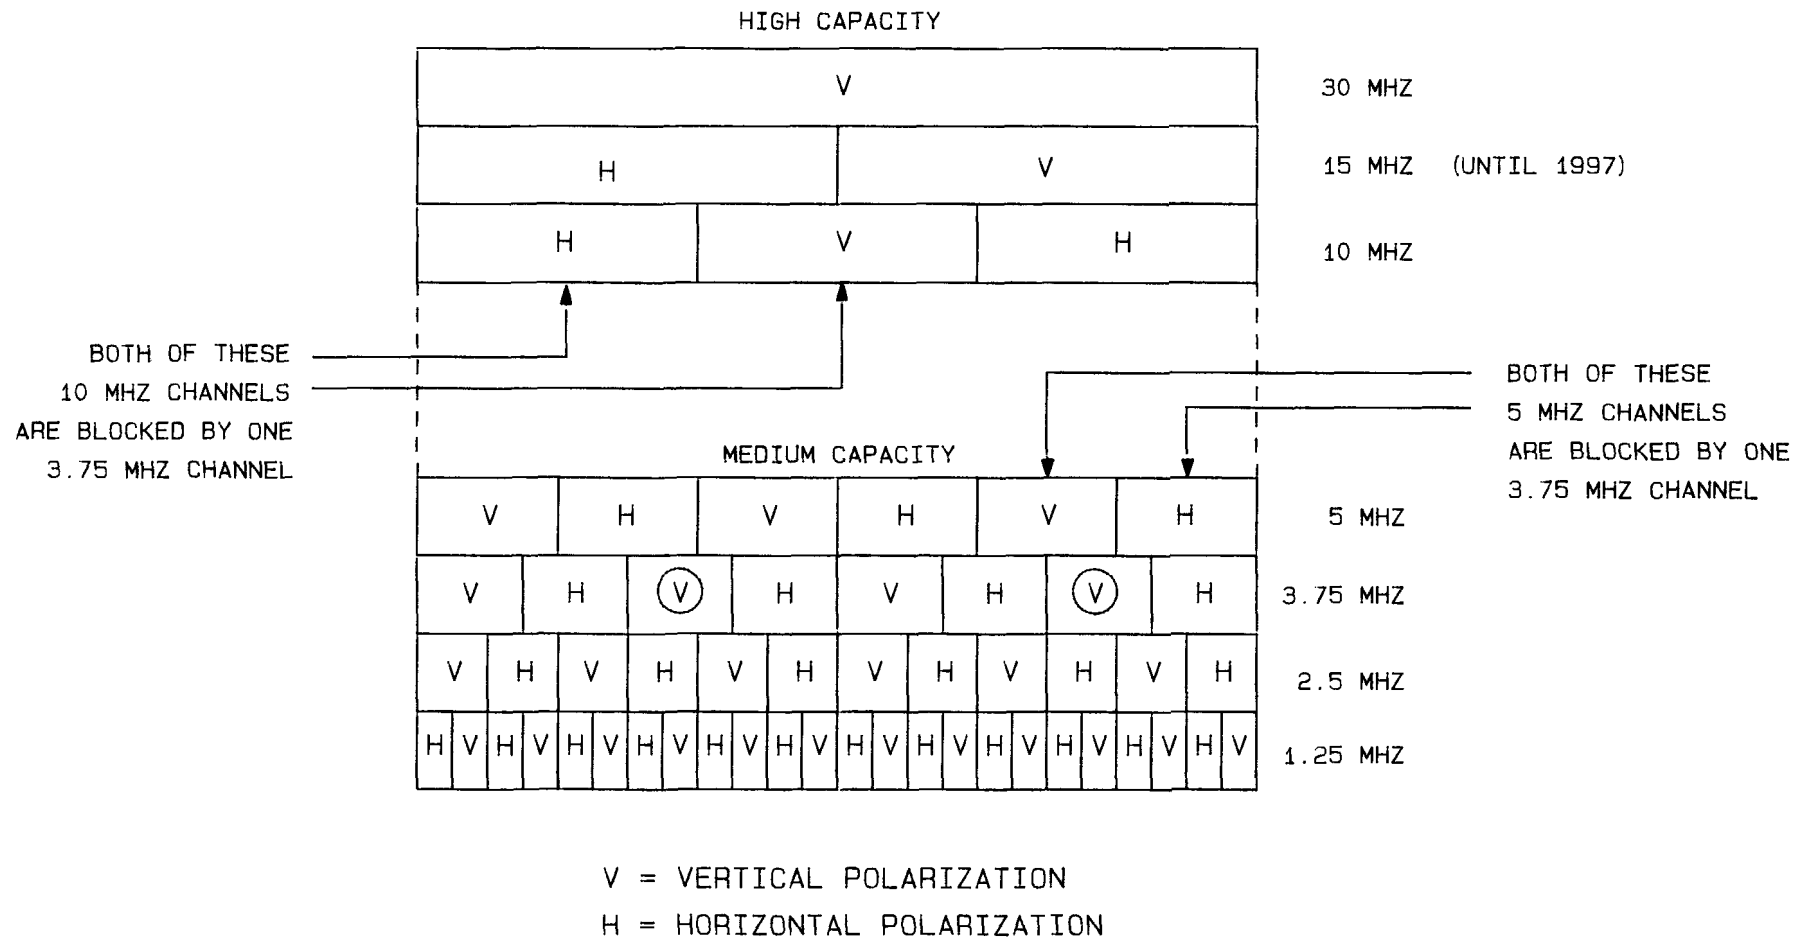 HIGH CAPACITY
V 30 MHZ
H V 15 MHZ (UNTIL 1997)
H V H 10 MHZ
BOTH OF THESE
10 MHZ CHANNELS
ARE BLOCKED BY ONE
3.75 MHZ CHANNEL
BOTH OF THESE
5 MHZ CHANNELS
ARE BLOCKED BY ONE
3.75 MHZ CHANNEL
MEDIUM CAPACITY
V H V H V H 5 MHZ
V H V H V H V H 3.75 MHZ
V H V H V H V H V H V H 2.5 MHZ
H V H V H V H V H V H V H V H V H V H V H V H V 1.25 MHZ
V = VERTICAL POLARIZATION
H = HORIZONTAL POLARIZATION